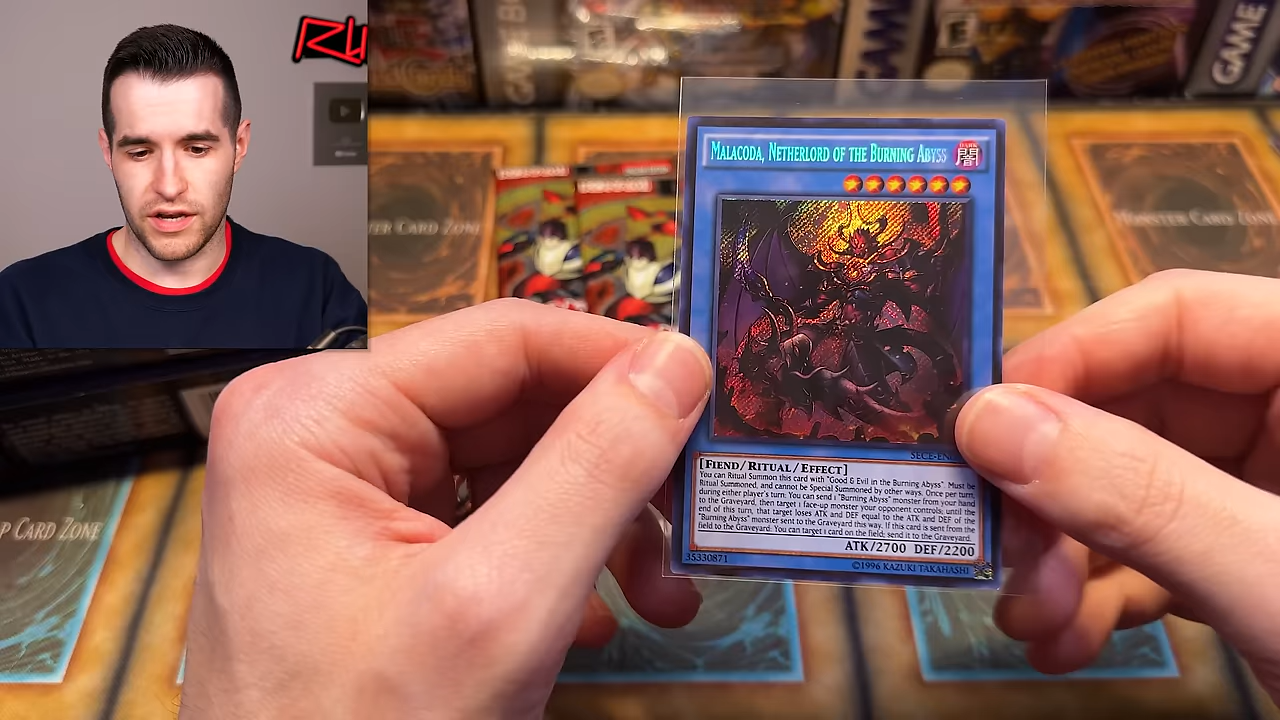 GAME
MONSTER CARD ZONE
MALACODA, NETHERLORD OF THE BURNING ABYSS
DARK
闇
[FIEND/RITUAL/EFFECT]
You can Ritual Summon this card with "Good & Evil in the Burning Abyss". Must be
Ritual Summoned, and cannot be Special Summoned by other ways. Once per turn,
during either player's turn: You can send 1 "Burning Abyss" monster from your hand
to the Graveyard, then target 1 face-up monster your opponent controls; until the
end of this turn, that target loses ATK and DEF equal to the ATK and DEF of the
"Burning Abyss" monster sent to the Graveyard this way. If this card is sent from the
field to the Graveyard: You can target 1 card on the field; send it to the Graveyard.
ATK/2700 DEF/2200
35330871
©1996 KAZUKI TAKAHASHI
CARD ZONE